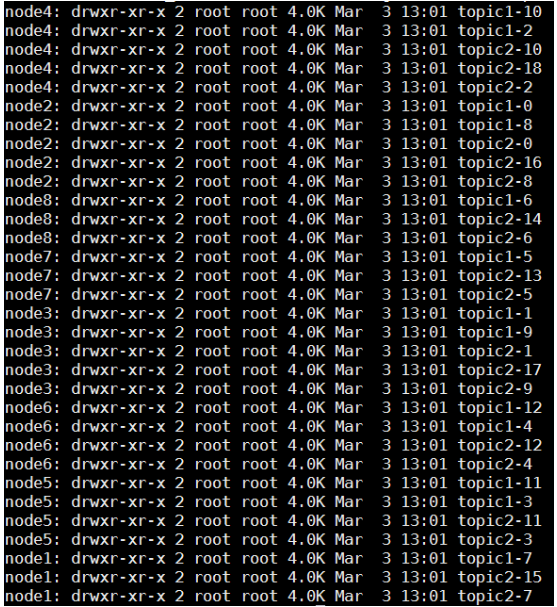 node4: drwxr-xr-x 2 root root 4.0K Mar  3 13:01 topic1-10
node4: drwxr-xr-x 2 root root 4.0K Mar  3 13:01 topic1-2
node4: drwxr-xr-x 2 root root 4.0K Mar  3 13:01 topic2-10
node4: drwxr-xr-x 2 root root 4.0K Mar  3 13:01 topic2-18
node4: drwxr-xr-x 2 root root 4.0K Mar  3 13:01 topic2-2
node2: drwxr-xr-x 2 root root 4.0K Mar  3 13:01 topic1-0
node2: drwxr-xr-x 2 root root 4.0K Mar  3 13:01 topic1-8
node2: drwxr-xr-x 2 root root 4.0K Mar  3 13:01 topic2-0
node2: drwxr-xr-x 2 root root 4.0K Mar  3 13:01 topic2-16
node2: drwxr-xr-x 2 root root 4.0K Mar  3 13:01 topic2-8
node8: drwxr-xr-x 2 root root 4.0K Mar  3 13:01 topic1-6
node8: drwxr-xr-x 2 root root 4.0K Mar  3 13:01 topic2-14
node8: drwxr-xr-x 2 root root 4.0K Mar  3 13:01 topic2-6
node7: drwxr-xr-x 2 root root 4.0K Mar  3 13:01 topic1-5
node7: drwxr-xr-x 2 root root 4.0K Mar  3 13:01 topic2-13
node7: drwxr-xr-x 2 root root 4.0K Mar  3 13:01 topic2-5
node3: drwxr-xr-x 2 root root 4.0K Mar  3 13:01 topic1-1
node3: drwxr-xr-x 2 root root 4.0K Mar  3 13:01 topic1-9
node3: drwxr-xr-x 2 root root 4.0K Mar  3 13:01 topic2-1
node3: drwxr-xr-x 2 root root 4.0K Mar  3 13:01 topic2-17
node3: drwxr-xr-x 2 root root 4.0K Mar  3 13:01 topic2-9
node6: drwxr-xr-x 2 root root 4.0K Mar  3 13:01 topic1-12
node6: drwxr-xr-x 2 root root 4.0K Mar  3 13:01 topic1-4
node6: drwxr-xr-x 2 root root 4.0K Mar  3 13:01 topic2-12
node6: drwxr-xr-x 2 root root 4.0K Mar  3 13:01 topic2-4
node5: drwxr-xr-x 2 root root 4.0K Mar  3 13:01 topic1-11
node5: drwxr-xr-x 2 root root 4.0K Mar  3 13:01 topic1-3
node5: drwxr-xr-x 2 root root 4.0K Mar  3 13:01 topic2-11
node5: drwxr-xr-x 2 root root 4.0K Mar  3 13:01 topic2-3
node1: drwxr-xr-x 2 root root 4.0K Mar  3 13:01 topic1-7
node1: drwxr-xr-x 2 root root 4.0K Mar  3 13:01 topic2-15
node1: drwxr-xr-x 2 root root 4.0K Mar  3 13:01 topic2-7